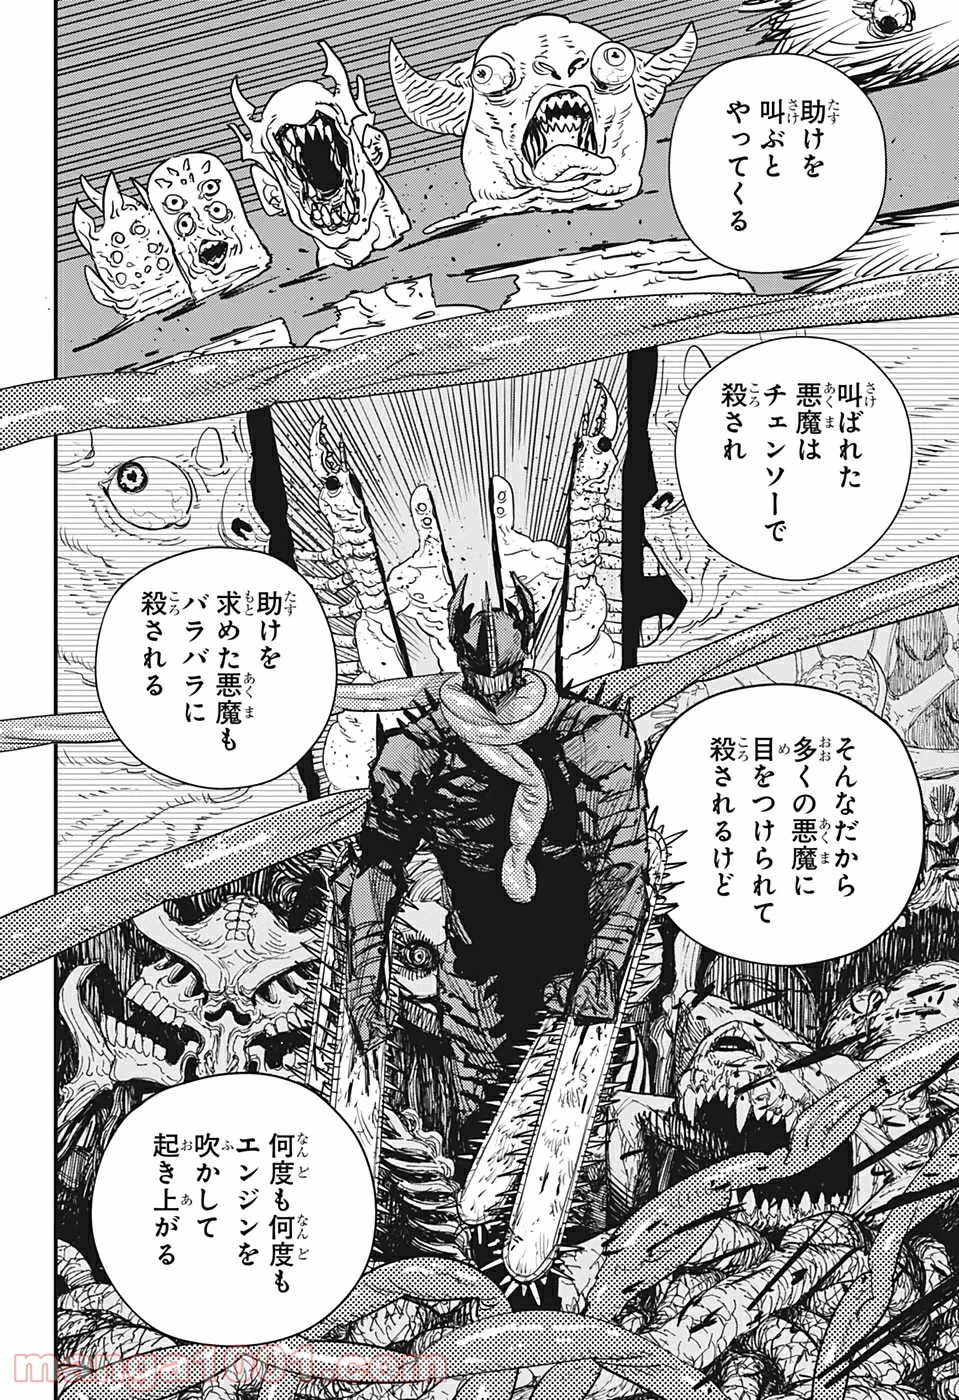 助けを
叫ぶと
やってくる
叫ばれた
悪魔は
チェンソーで
殺され
助けを
求めた悪魔も
バラバラに
殺される
そんなだから
多くの悪魔に
目をつけられて
殺されるけど
何度も何度も
エンジンを
吹かして
起き上がる
manga1001.com